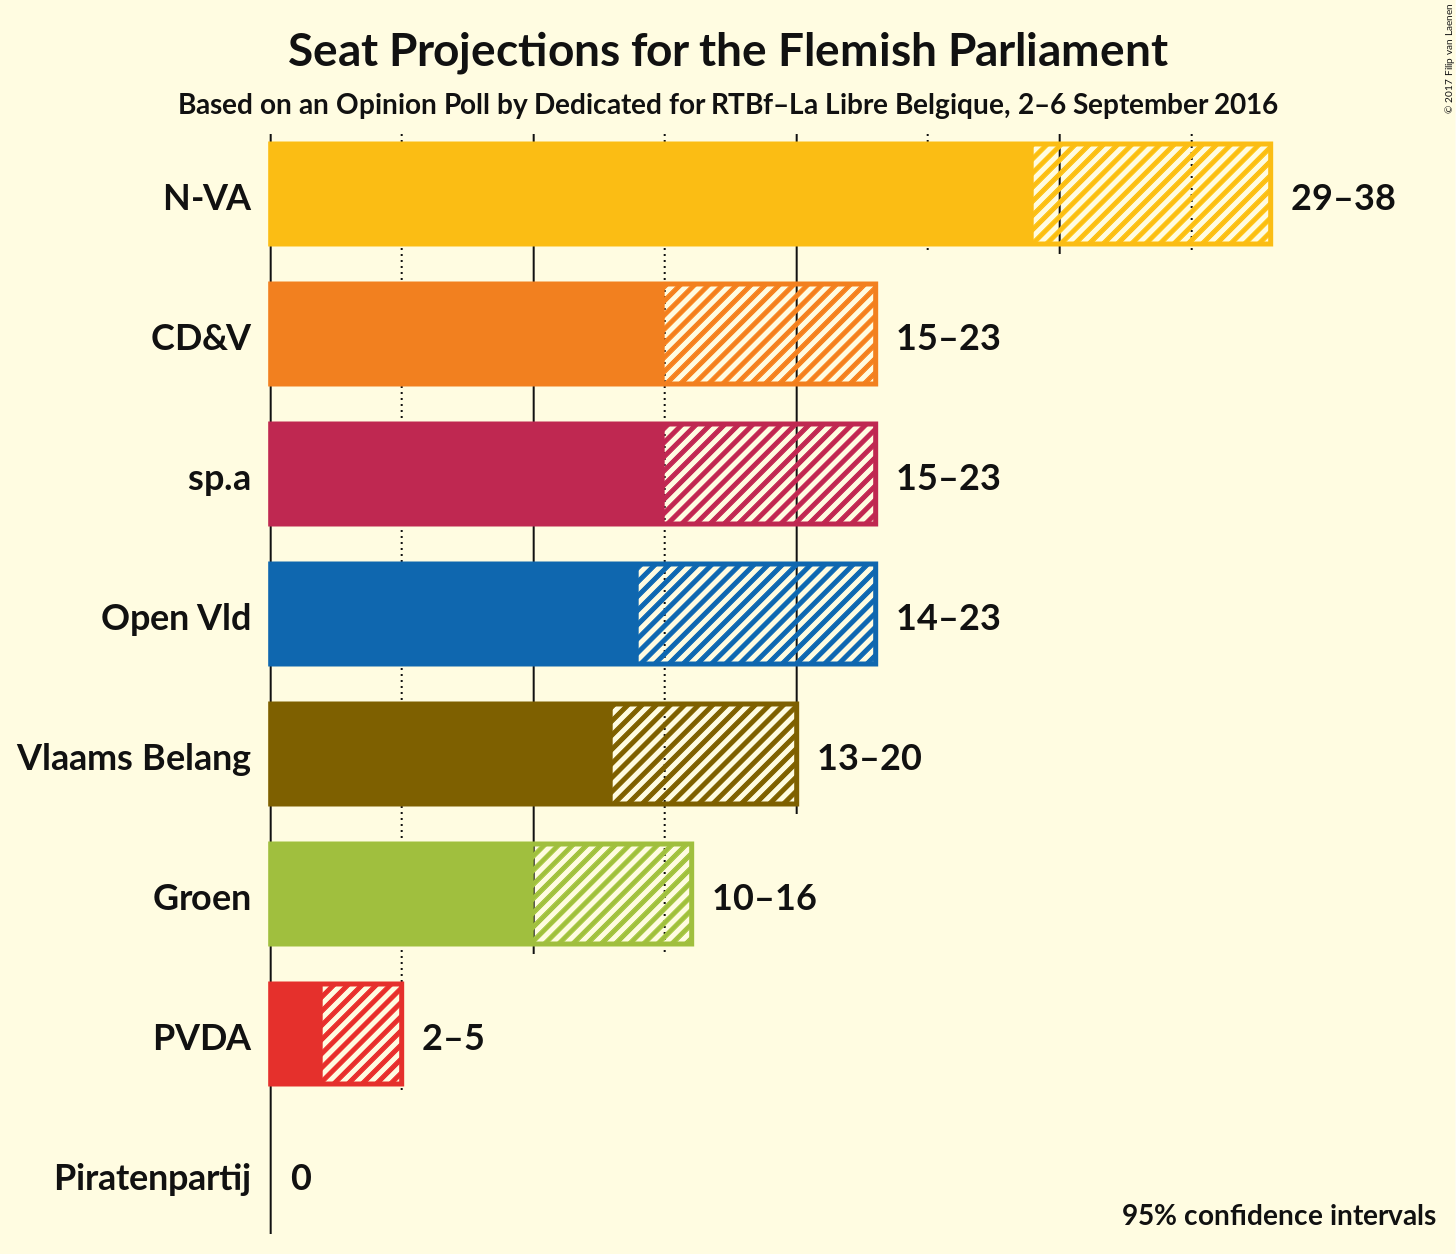 Seat Projections for the Flemish Parliament
Based on an Opinion Poll by Dedicated for RTBf–La Libre Belgique, 2–6 September 2016
© 2017 Filip van Laenen
N-VA 29–38
CD&V 15–23
sp.a 15–23
Open Vld 14–23
Vlaams Belang 13–20
Groen 10–16
PVDA 2–5
Piratenpartij 0
95% confidence intervals